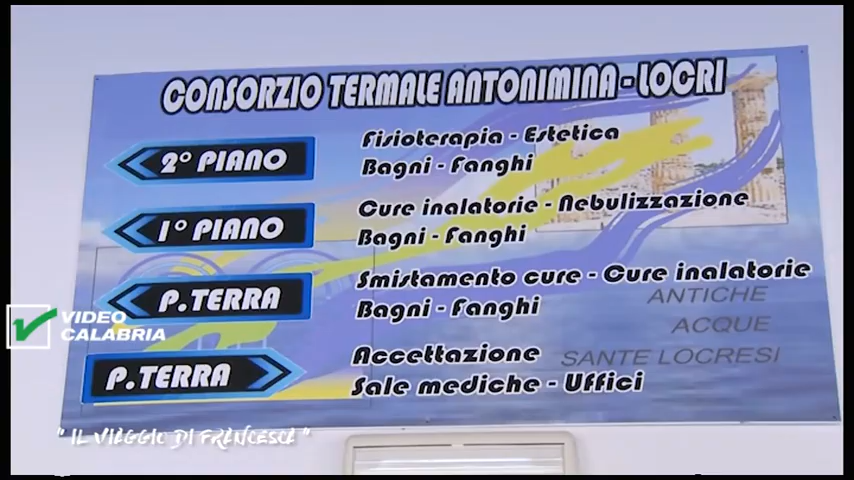 CONSORZIO TERMALE ANTONIMINA - LOCRI
2° PIANO
Fisioterapia - Estetica
Bagni - Fanghi
1° PIANO
Cure inalatorie - Nebulizzazione
Bagni - Fanghi
P. TERRA
Smistamento cure - Cure inalatorie
Bagni - Fanghi
P. TERRA
Accettazione
Sale mediche - Uffici
ANTICHE
ACQUE
SANTE LOCRESI
VIDEO
CALABRIA
" IL VIAGGIO DI FRANCESCA "